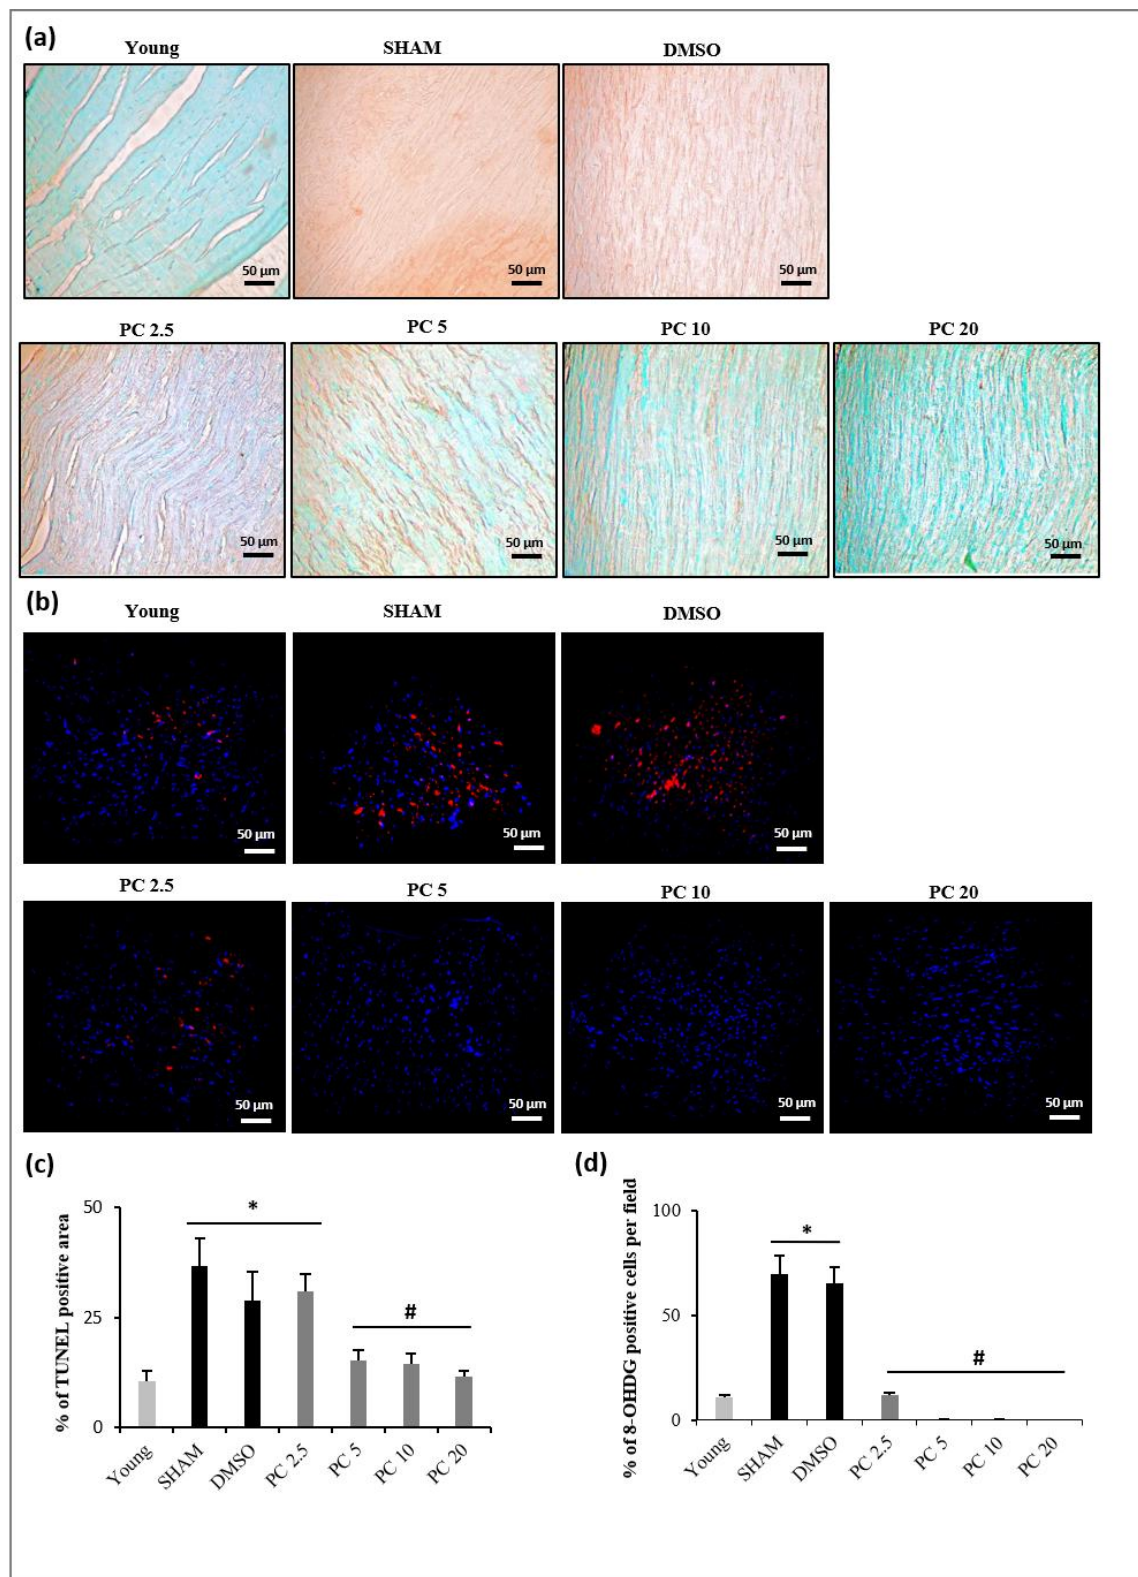 (a)
Young SHAM DMSO
50 µm 50 µm 50 µm
PC 2.5 PC 5 PC 10 PC 20
50 µm 50 µm 50 µm 50 µm
(b)
Young SHAM DMSO
50 µm 50 µm 50 µm
PC 2.5 PC 5 PC 10 PC 20
50 µm 50 µm 50 µm 50 µm
(c)
% of TUNEL positive area
50
25
0
*
#
Young SHAM DMSO PC 2.5 PC 5 PC 10 PC 20
(d)
% of 8-OHDG positive cells per field
100
50
0
*
#
Young SHAM DMSO PC 2.5 PC 5 PC 10 PC 20